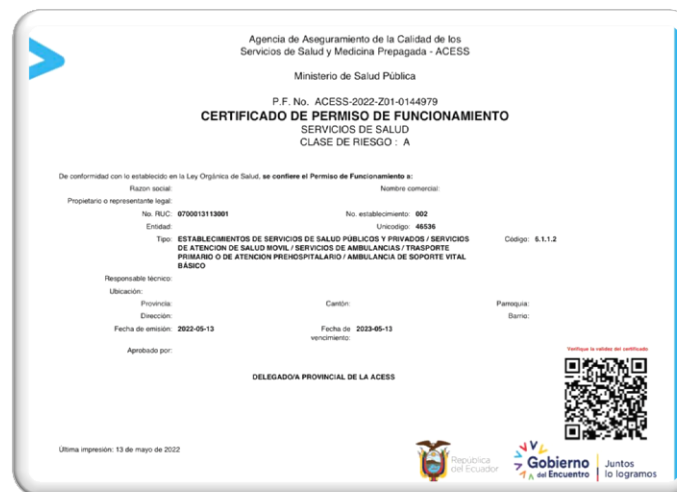 Agencia de Aseguramiento de la Calidad de los
Servicios de Salud y Medicina Prepagada - ACESS
Ministerio de Salud Pública
P.F. No. ACESS-2022-Z01-0144979
CERTIFICADO DE PERMISO DE FUNCIONAMIENTO
SERVICIOS DE SALUD
CLASE DE RIESGO : A
De conformidad con lo establecido en la Ley Orgánica de Salud, se confiere el Permiso de Funcionamiento a:
Razon social: Nombre comercial:
Propietario o representante legal:
No. RUC: 0700013113001 No. establecimiento: 002
Entidad: Unicodigo: 46536
Tipo: ESTABLECIMIENTOS DE SERVICIOS DE SALUD PÚBLICOS Y PRIVADOS / SERVICIOS Código: 6.1.1.2
DE ATENCION DE SALUD MOVIL / SERVICIOS DE AMBULANCIAS / TRASPORTE
PRIMARIO O DE ATENCION PREHOSPITALARIO / AMBULANCIA DE SOPORTE VITAL
BÁSICO
Responsable técnico:
Ubicación:
Provincia: Cantón: Parroquia:
Dirección: Barrio:
Fecha de emisión: 2022-05-13 Fecha de 2023-05-13
vencimiento:
Aprobado por:
Verifique la validez del certificado
DELEGADO/A PROVINCIAL DE LA ACESS
Última impresión: 13 de mayo de 2022
República
del Ecuador
Gobierno
del Encuentro
Juntos
lo logramos